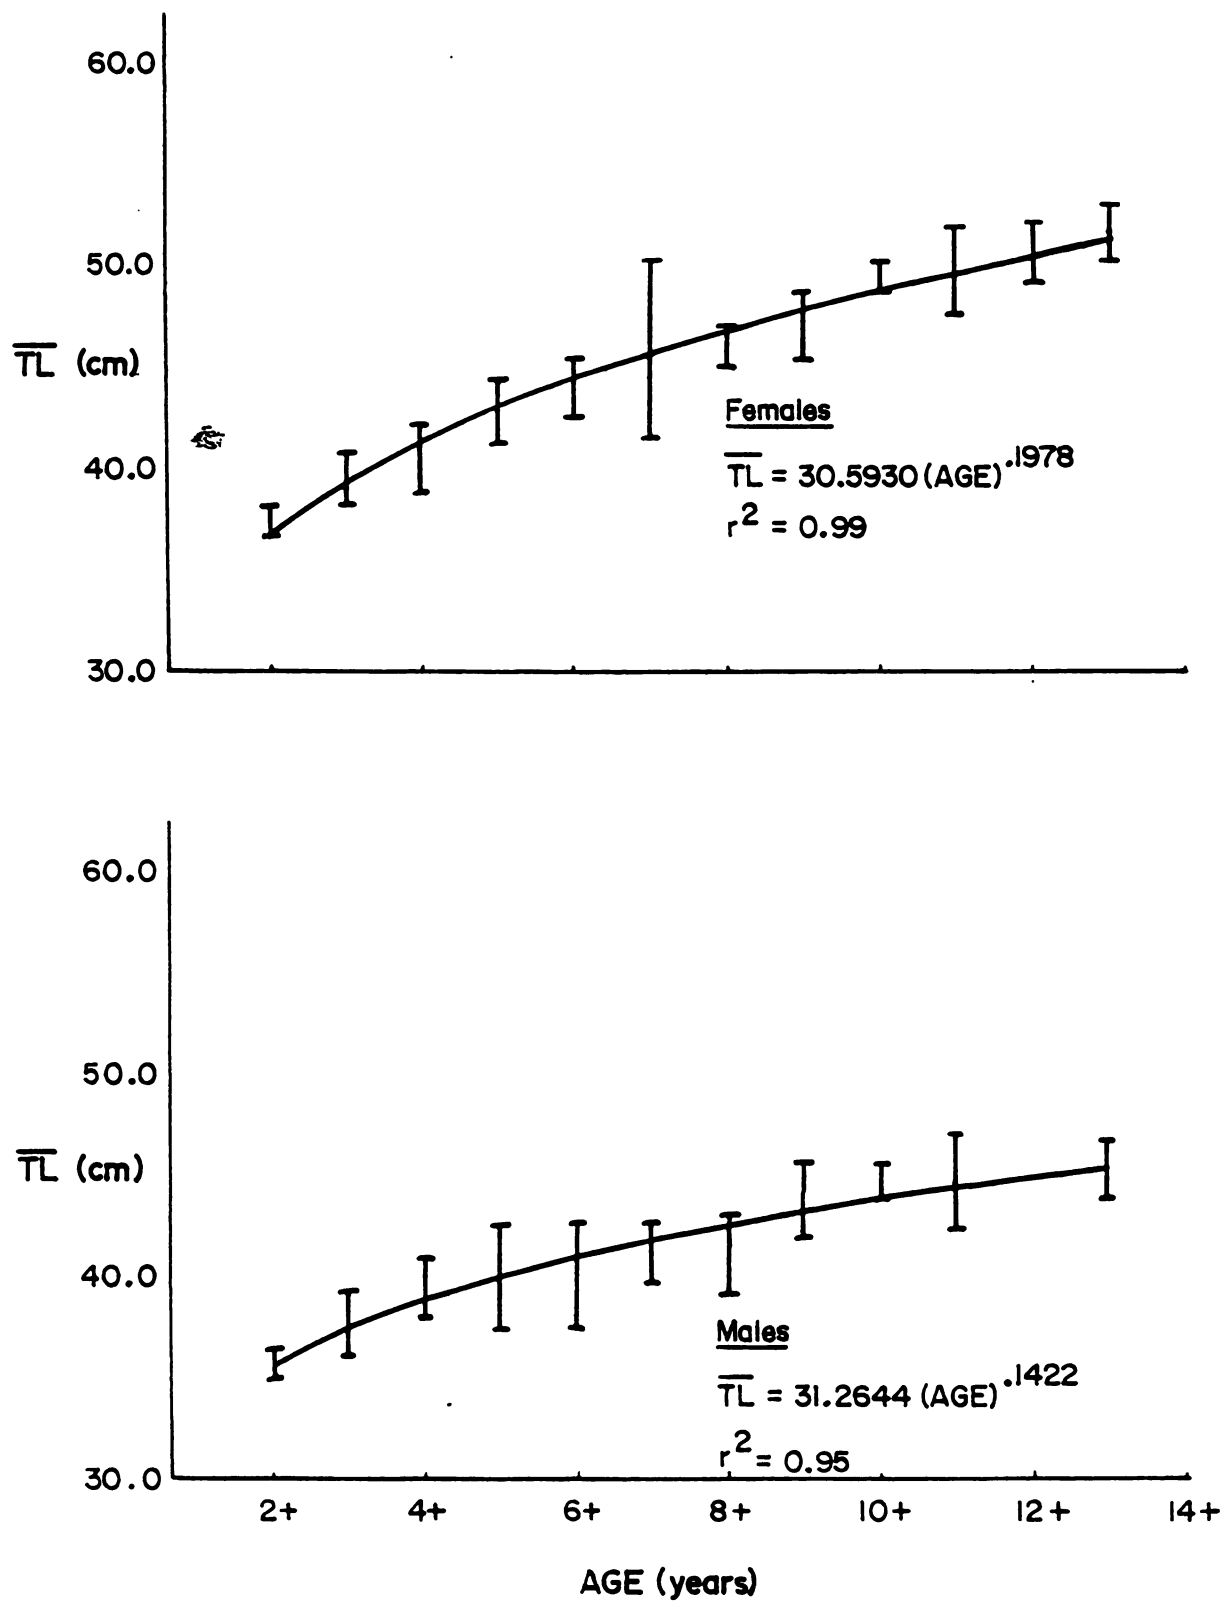 60.0
50.0
TL (cm)
40.0
30.0
Females
TL = 30.5930 (AGE) .1978
r2 = 0.99
60.0
50.0
TL (cm)
40.0
30.0
Males
TL = 31.2644 (AGE) .1422
r2 = 0.95
2+ 4+ 6+ 8+ 10+ 12+ 14+
AGE (years)